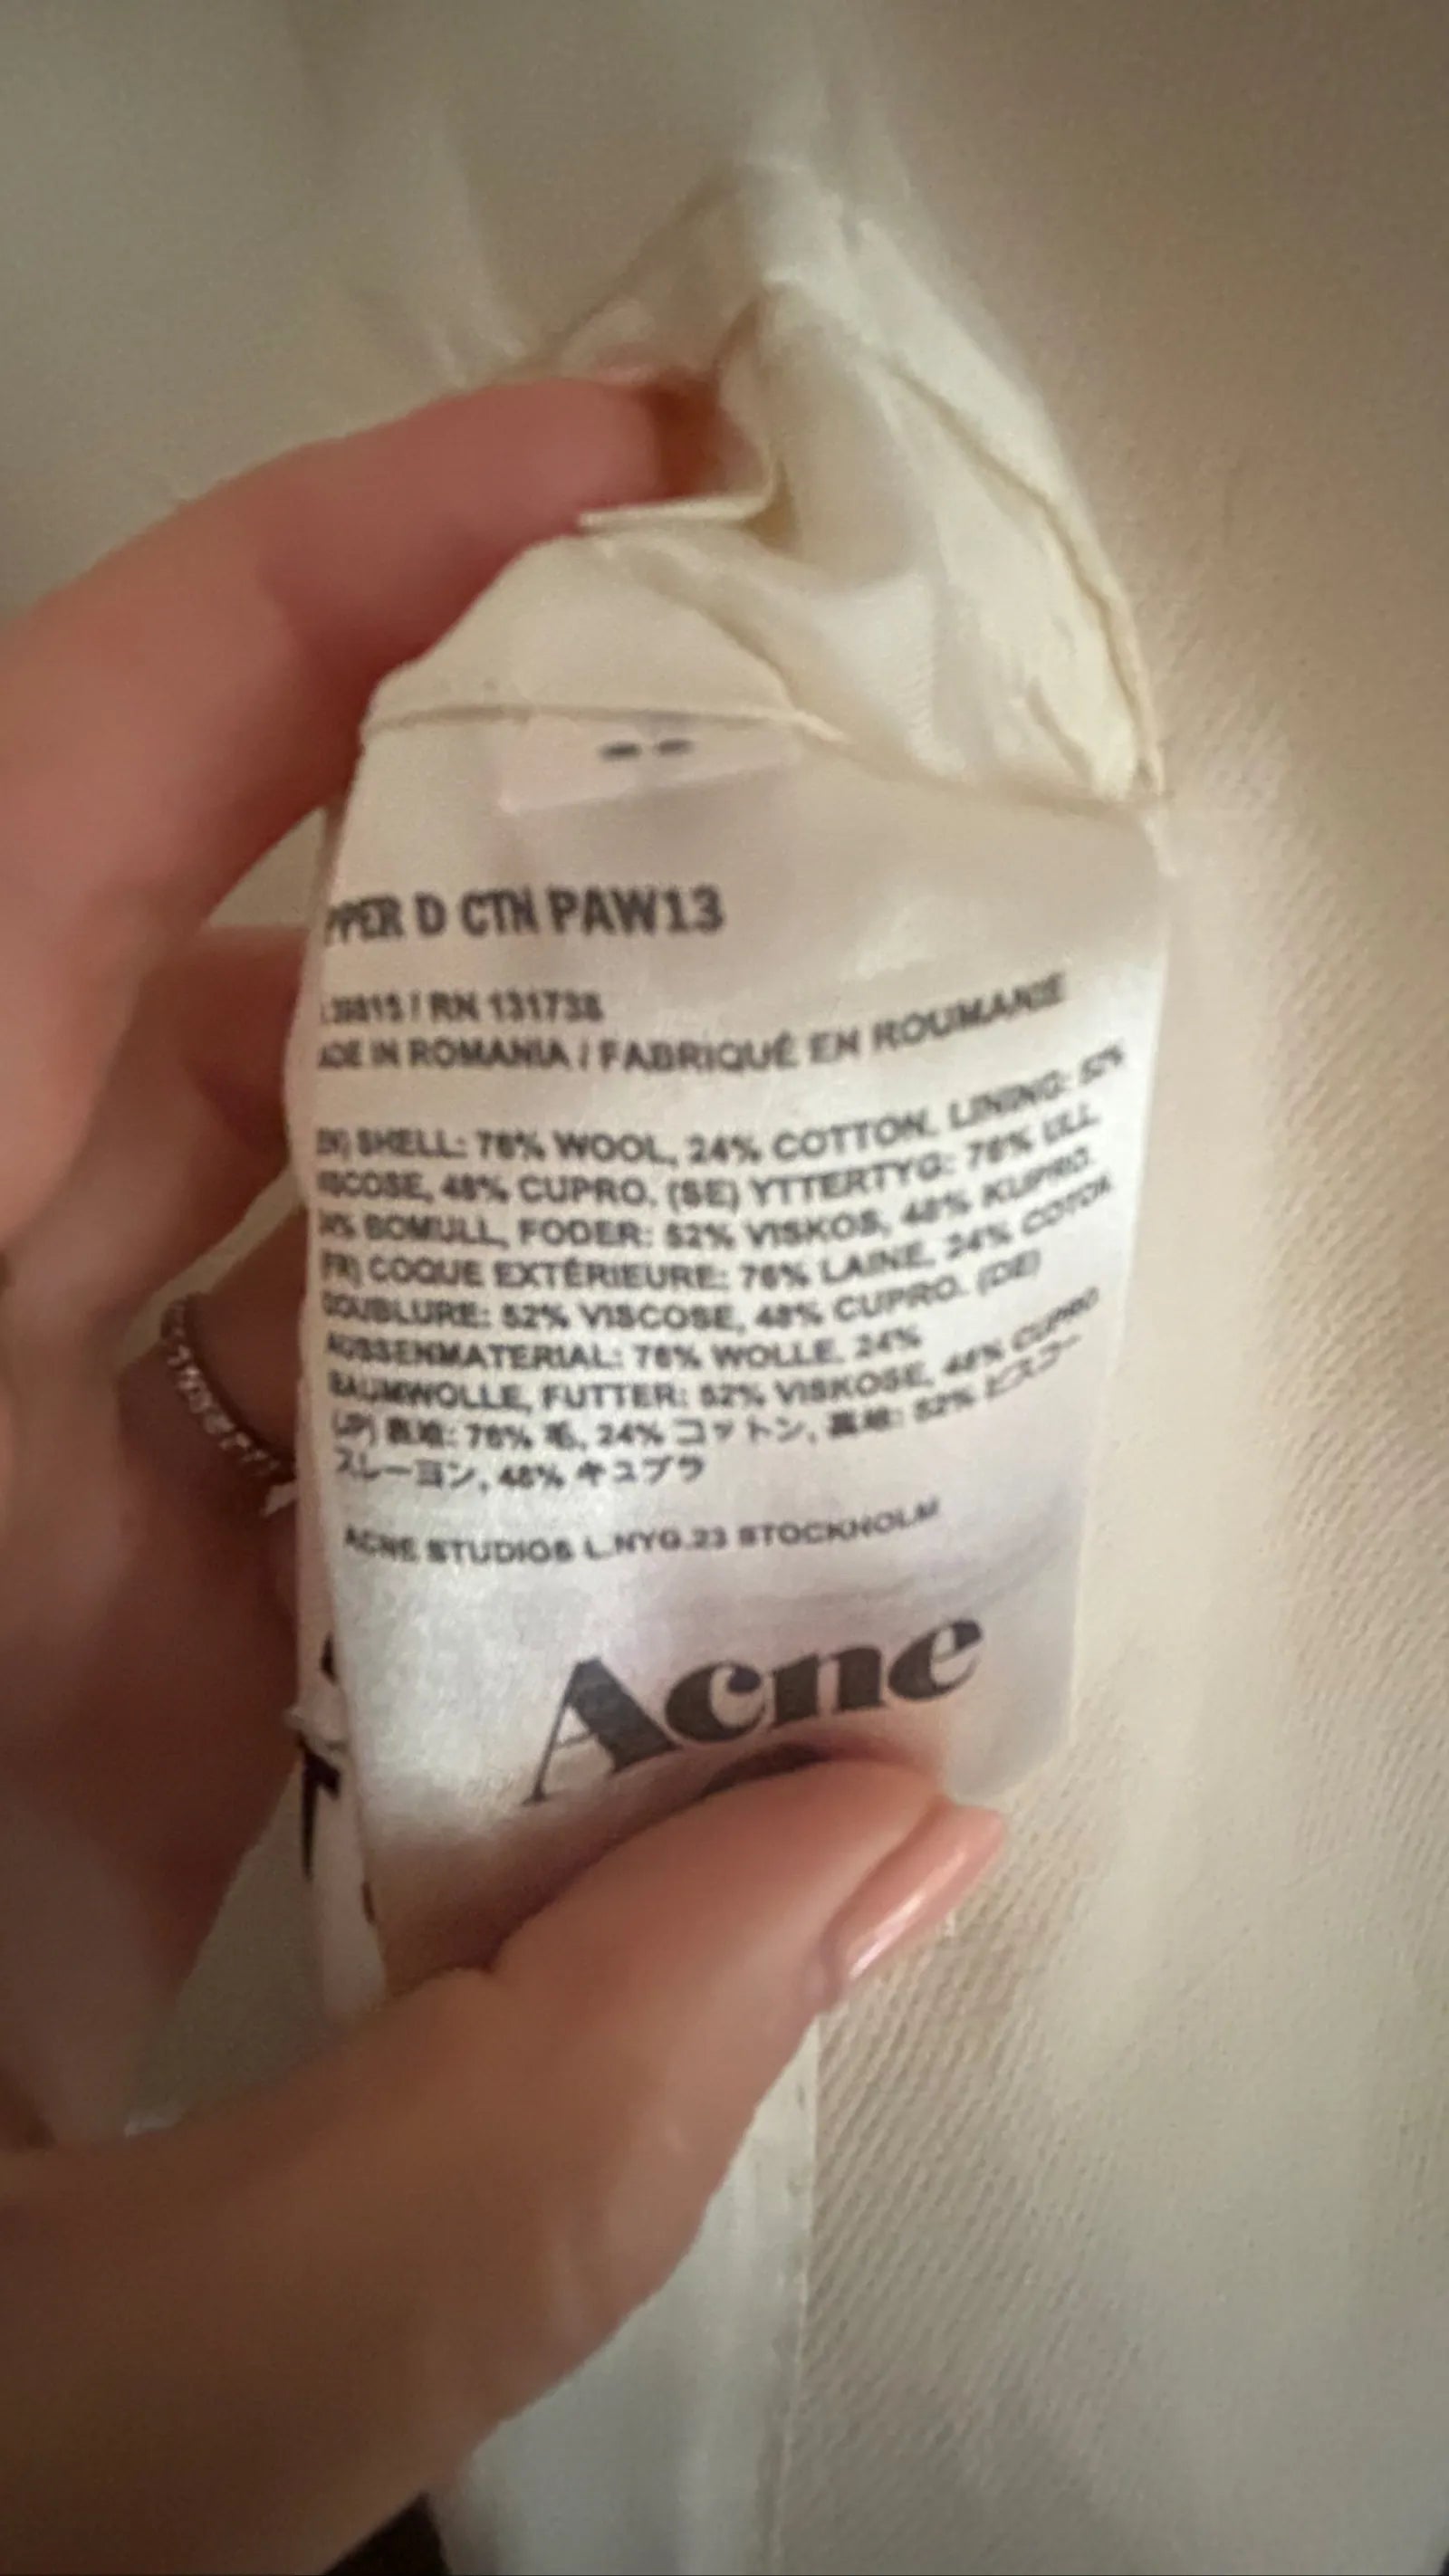 PPER D CTN PAW13
39815 / RN 131738
ADE IN ROMANIA / FABRIQUÉ EN ROUMANIE
SHELL: 76% WOOL, 24% COTTON, LINING: 52%
ISCOSE, 48% CUPRO. (SE) YTTERTYG: 76% ULL
BOMULL, FODER: 52% VISKOS, 48% KUPRO.
FR) COQUE EXTÉRIEURE: 76% LAINE, 24% COTON
DOUBLURE: 52% VISCOSE, 48% CUPRO. (DE)
AUSSENMATERIAL: 76% WOLLE, 24%
BAUMWOLLE, FUTTER: 52% VISKOSE, 48% CUPRO
(JP) 表地: 76% 毛, 24% コットン, 裏地: 52% ビスコー
スレーヨン, 48% キュプラ
ACNE STUDIOS L.NYG.23 STOCKHOLM
Acne